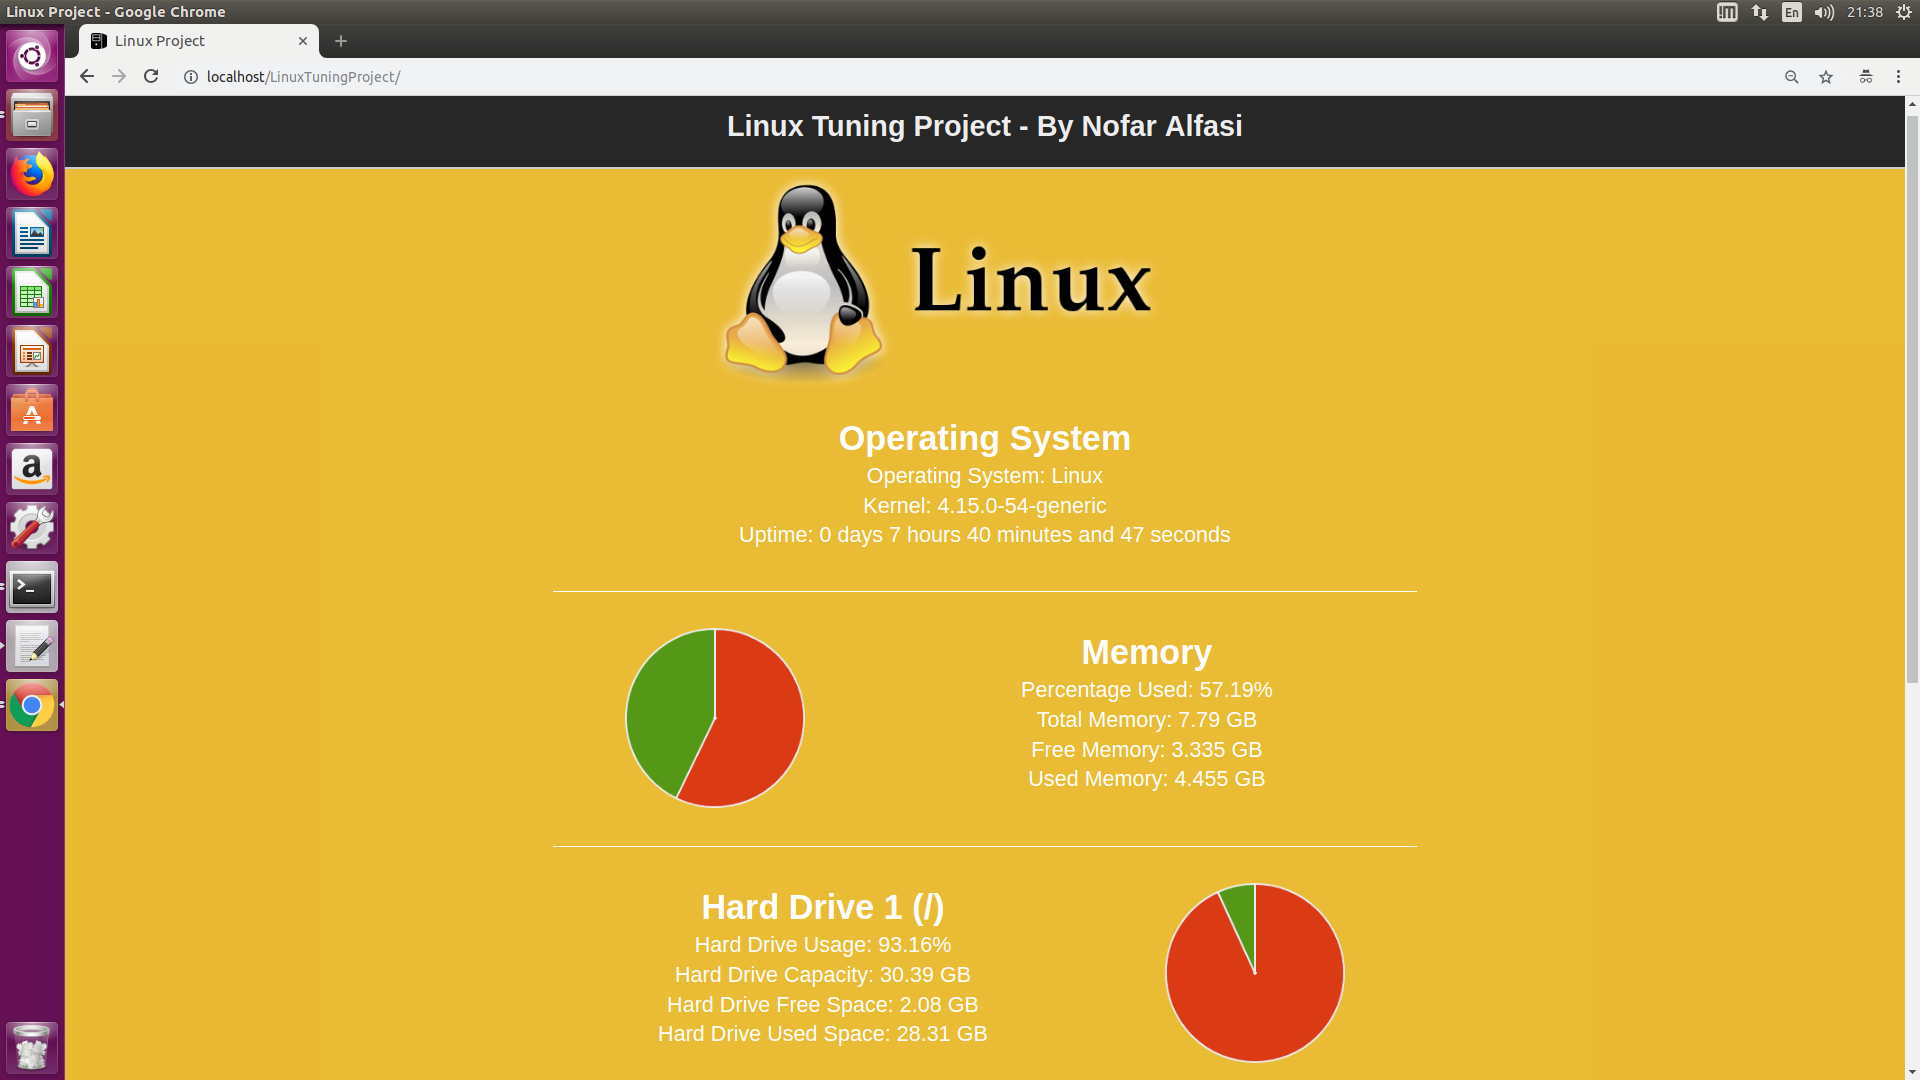 Linux Project - Google Chrome
En
21:38
Linux Project
localhost/LinuxTuningProject/
Linux Tuning Project - By Nofar Alfasi
Linux
Operating System
Operating System: Linux
Kernel: 4.15.0-54-generic
Uptime: 0 days 7 hours 40 minutes and 47 seconds
Memory
Percentage Used: 57.19%
Total Memory: 7.79 GB
Free Memory: 3.335 GB
Used Memory: 4.455 GB
Hard Drive 1 (/)
Hard Drive Usage: 93.16%
Hard Drive Capacity: 30.39 GB
Hard Drive Free Space: 2.08 GB
Hard Drive Used Space: 28.31 GB